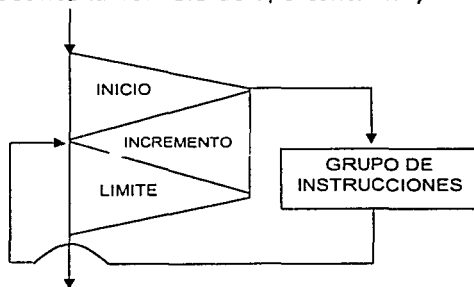 INICIO
INCREMENTO
LIMITE
GRUPO DE
INSTRUCCIONES